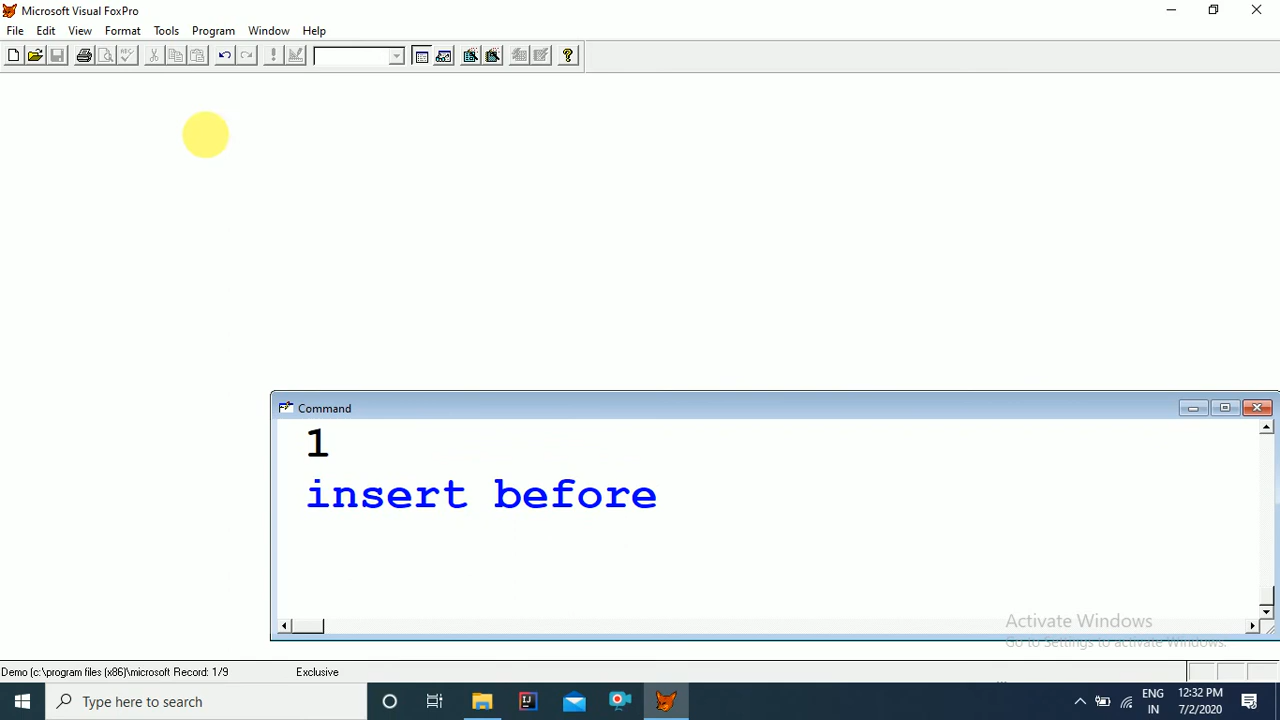 Microsoft Visual FoxPro
File Edit View Format Tools Program Window Help
Command
1
insert before
Activate Windows
Go to Settings to activate Windows.
Demo (c:\program files (x86)\microsoft Record: 1/9 Exclusive
Type here to search
ENG 12:32 PM
IN 7/2/2020